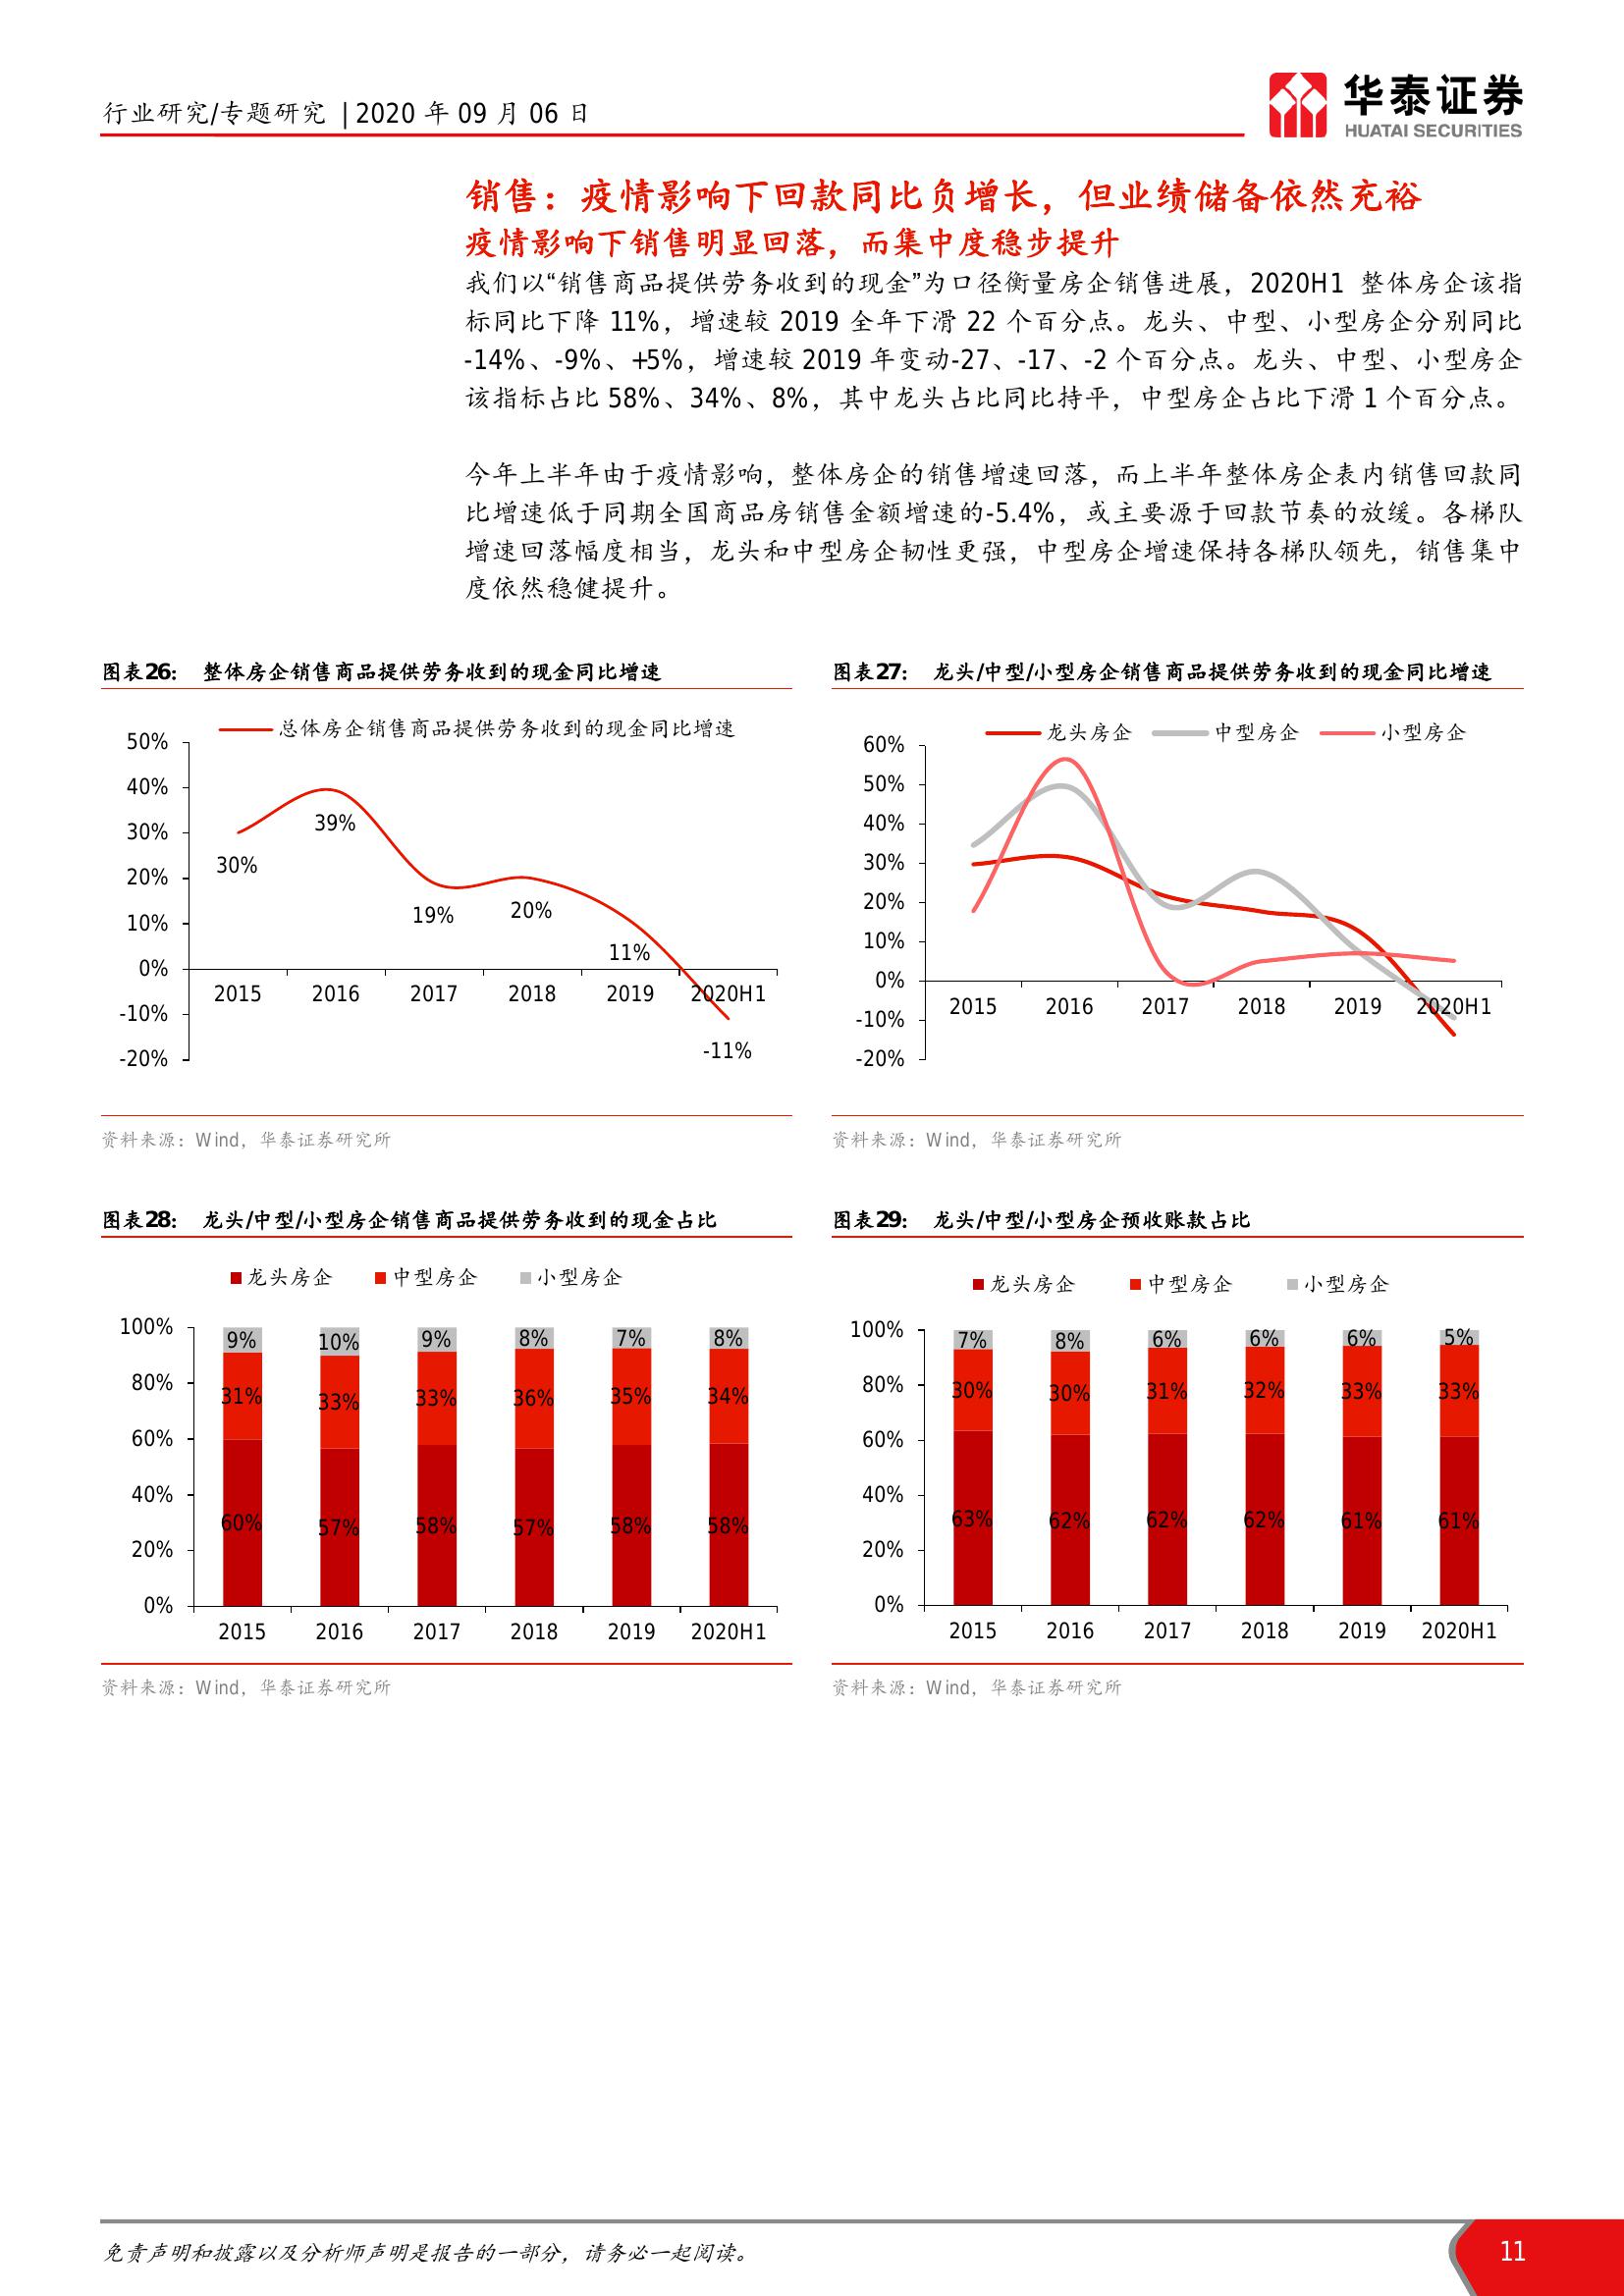 行业研究/专题研究 | 2020 年 09 月 06 日
华泰证券
HUATAI SECURITIES
销售：疫情影响下回款同比负增长，但业绩储备依然充裕
疫情影响下销售明显回落，而集中度稳步提升
我们以“销售商品提供劳务收到的现金”为口径衡量房企销售进展，2020H1 整体房企该指
标同比下降 11%，增速较 2019 全年下滑 22 个百分点。龙头、中型、小型房企分别同比
-14%、-9%、+5%，增速较 2019 年变动-27、-17、-2 个百分点。龙头、中型、小型房企
该指标占比 58%、34%、8%，其中龙头占比同比持平，中型房企占比下滑 1 个百分点。
今年上半年由于疫情影响，整体房企的销售增速回落，而上半年整体房企表内销售回款同
比增速低于同期全国商品房销售金额增速的-5.4%，或主要源于回款节奏的放缓。各梯队
增速回落幅度相当，龙头和中型房企韧性更强，中型房企增速保持各梯队领先，销售集中
度依然稳健提升。
图表26： 整体房企销售商品提供劳务收到的现金同比增速
总体房企销售商品提供劳务收到的现金同比增速
50%
40%
30%
20%
10%
0%
-10%
-20%
30%
39%
19%
20%
11%
-11%
2015 2016 2017 2018 2019 2020H1
资料来源：Wind，华泰证券研究所
图表27： 龙头/中型/小型房企销售商品提供劳务收到的现金同比增速
龙头房企 中型房企 小型房企
60%
50%
40%
30%
20%
10%
0%
-10%
-20%
2015 2016 2017 2018 2019 2020H1
资料来源：Wind，华泰证券研究所
图表28： 龙头/中型/小型房企销售商品提供劳务收到的现金占比
龙头房企 中型房企 小型房企
100%
80%
60%
40%
20%
0%
9% 10% 9% 8% 7% 8%
31% 33% 33% 36% 35% 34%
60% 57% 58% 57% 58% 58%
2015 2016 2017 2018 2019 2020H1
资料来源：Wind，华泰证券研究所
图表29： 龙头/中型/小型房企预收账款占比
龙头房企 中型房企 小型房企
100%
80%
60%
40%
20%
0%
7% 8% 6% 6% 6% 5%
30% 30% 31% 32% 33% 33%
63% 62% 62% 62% 61% 61%
2015 2016 2017 2018 2019 2020H1
资料来源：Wind，华泰证券研究所
免责声明和披露以及分析师声明是报告的一部分，请务必一起阅读。
11